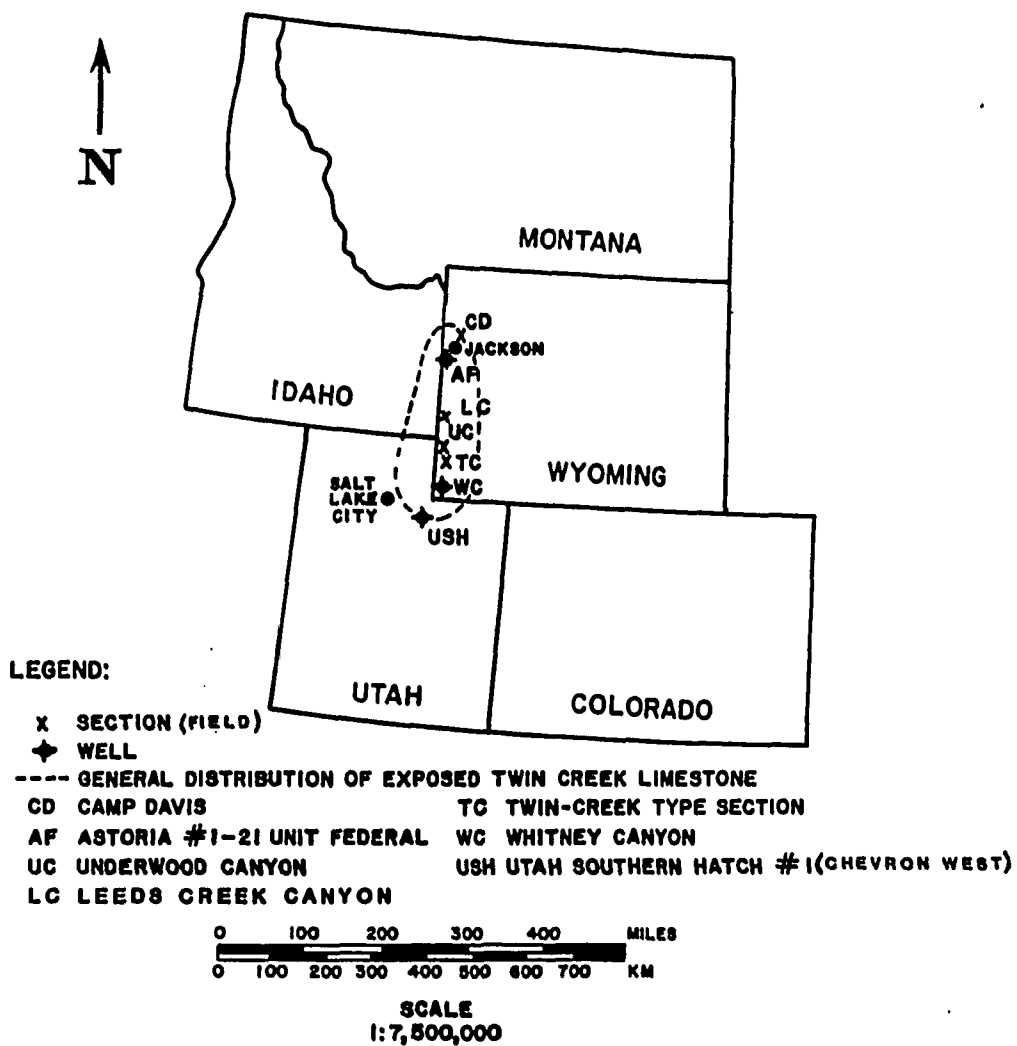 N
MONTANA
CD
JACKSON
AF
IDAHO
LC
UC
TC
WYOMING
SALT
LAKE
CITY
WC
USH
LEGEND:
UTAH
COLORADO
X SECTION (FIELD)
WELL
---- GENERAL DISTRIBUTION OF EXPOSED TWIN CREEK LIMESTONE
CD CAMP DAVIS TC TWIN-CREEK TYPE SECTION
AF ASTORIA #1-21 UNIT FEDERAL WC WHITNEY CANYON
UC UNDERWOOD CANYON USH UTAH SOUTHERN HATCH #1(CHEVRON WEST)
LC LEEDS CREEK CANYON
0 100 200 300 400 MILES
0 100 200 300 400 500 600 700 KM
SCALE
1:7,500,000